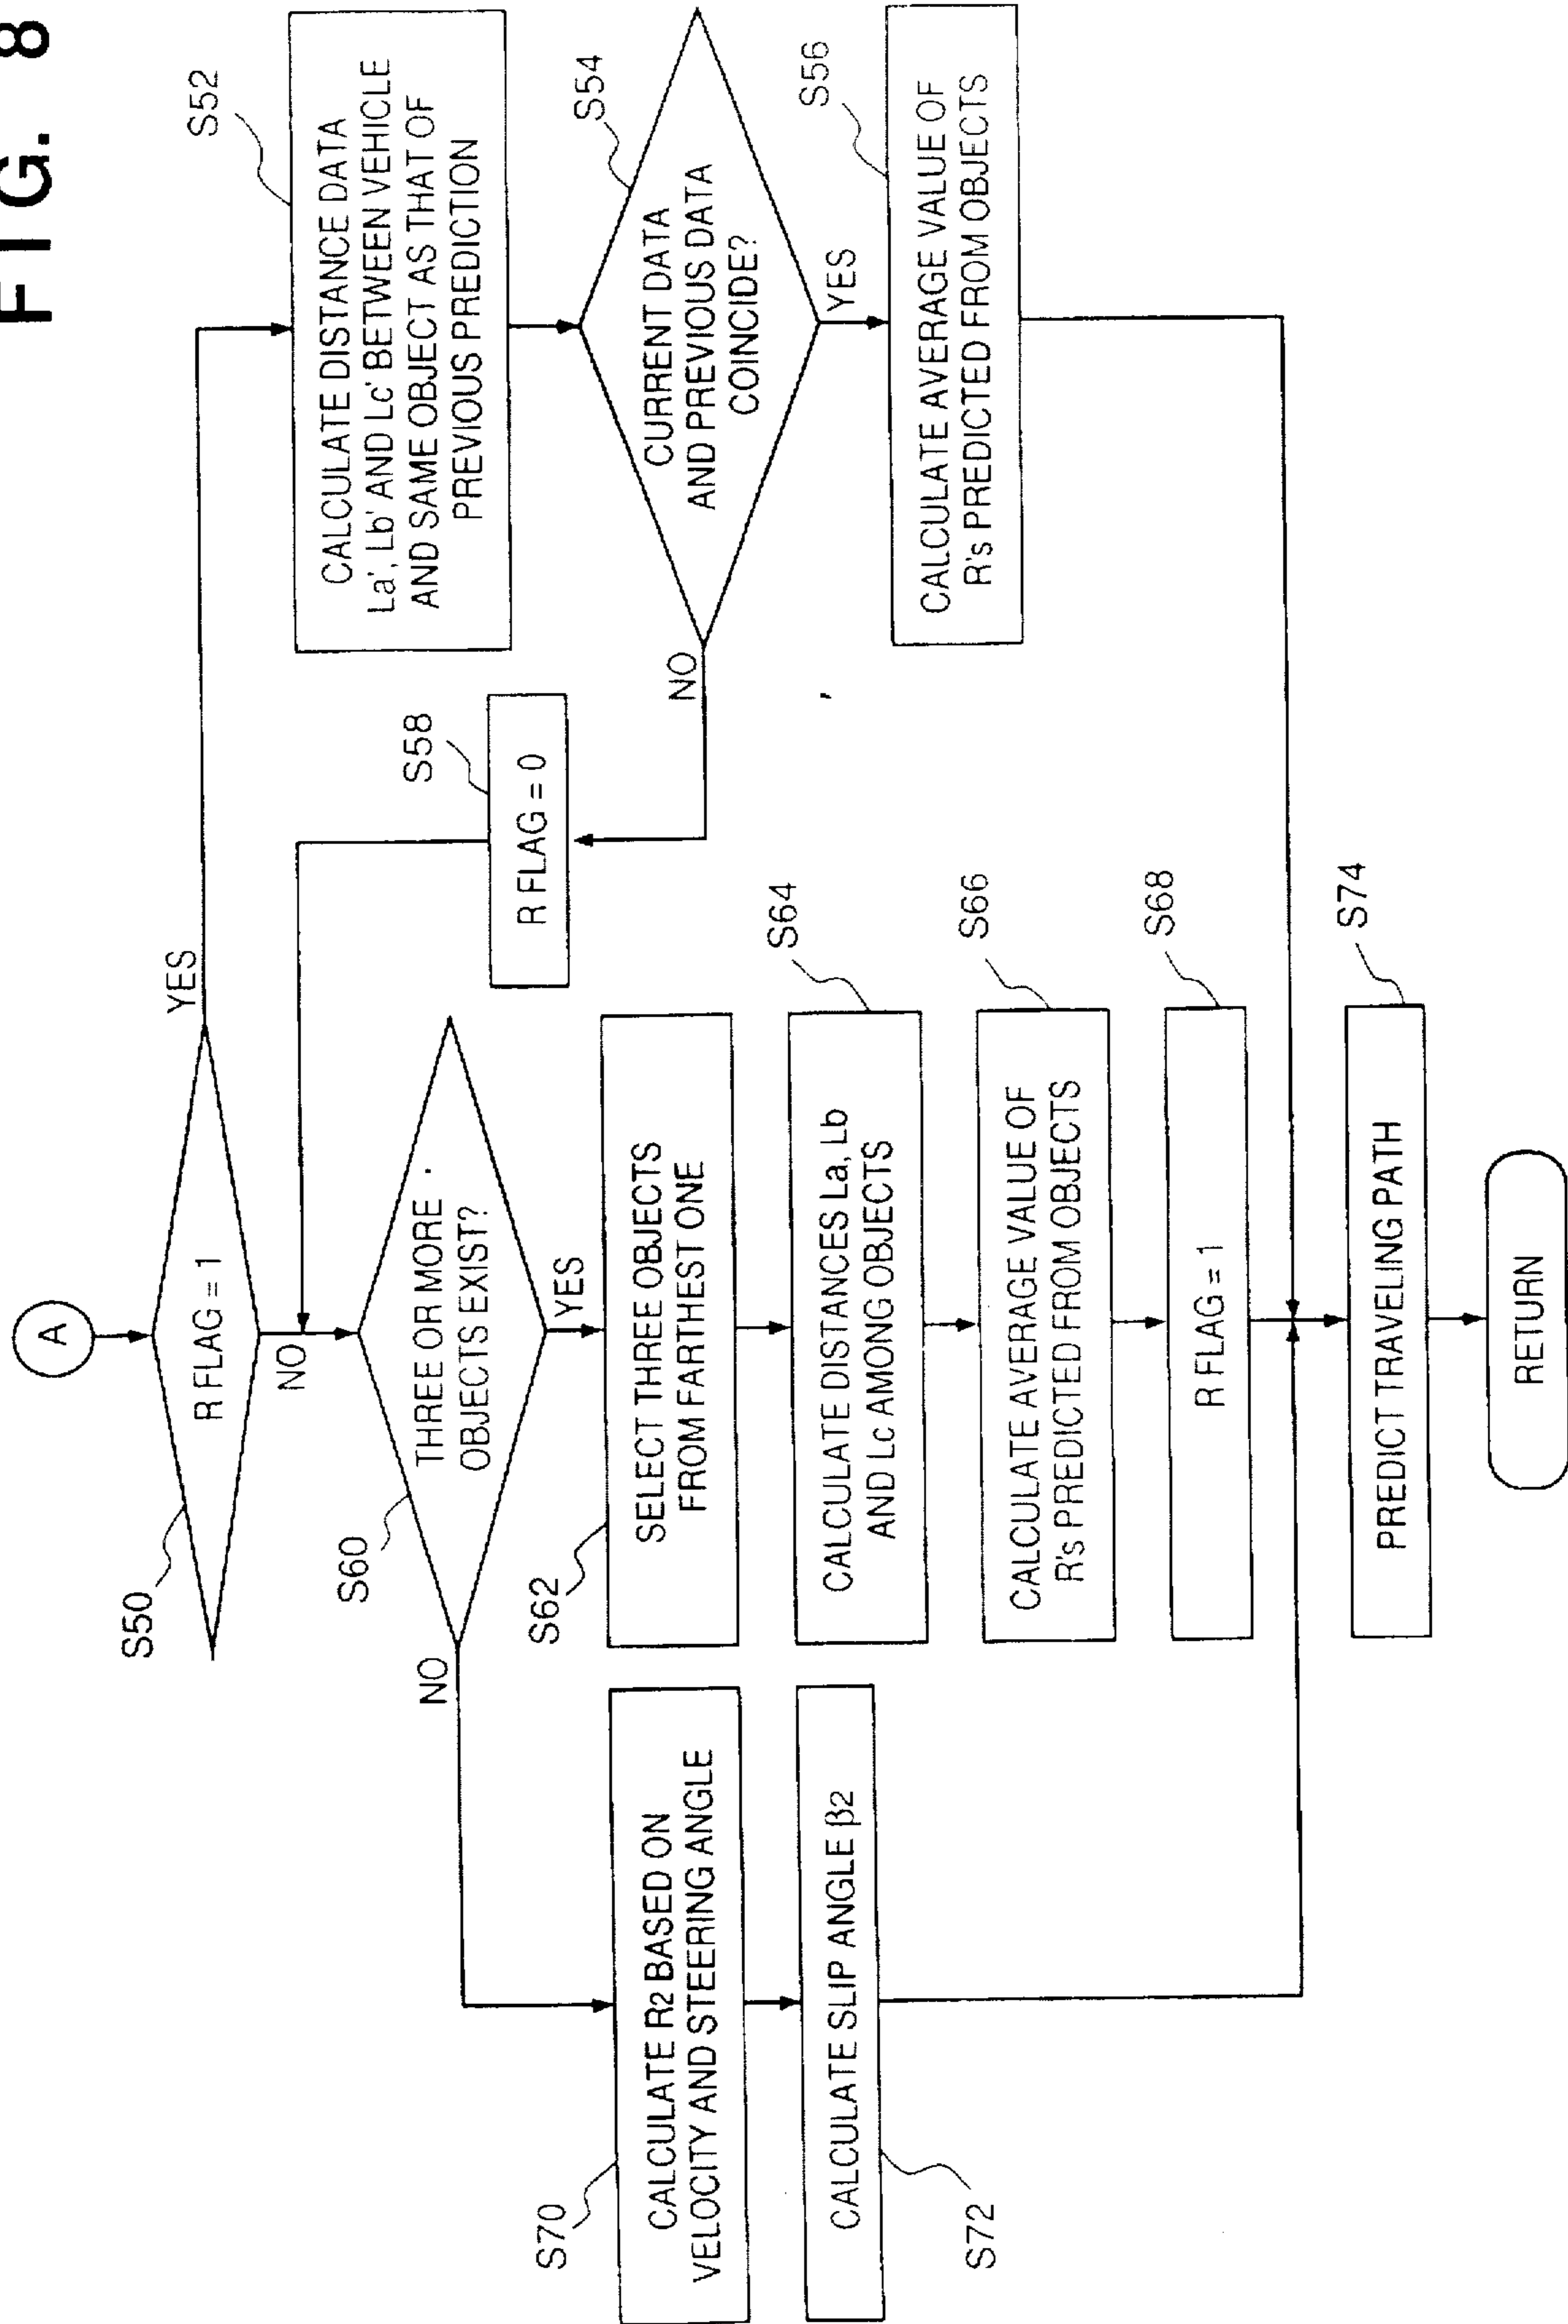 FIG. 8
A
S50
R FLAG = 1
YES
NO
S52
CALCULATE DISTANCE DATA
La', Lb' AND Lc' BETWEEN VEHICLE
AND SAME OBJECT AS THAT OF
PREVIOUS PREDICTION
S54
CURRENT DATA
AND PREVIOUS DATA
COINCIDE?
NO
YES
S56
CALCULATE AVERAGE VALUE OF
R's PREDICTED FROM OBJECTS
S58
R FLAG = 0
S60
THREE OR MORE
OBJECTS EXIST?
NO
YES
S62
SELECT THREE OBJECTS
FROM FARTHEST ONE
S64
CALCULATE DISTANCES La, Lb
AND Lc AMONG OBJECTS
S66
CALCULATE AVERAGE VALUE OF
R's PREDICTED FROM OBJECTS
S68
R FLAG = 1
S70
CALCULATE R2 BASED ON
VELOCITY AND STEERING ANGLE
S72
CALCULATE SLIP ANGLE β2
S74
PREDICT TRAVELING PATH
RETURN